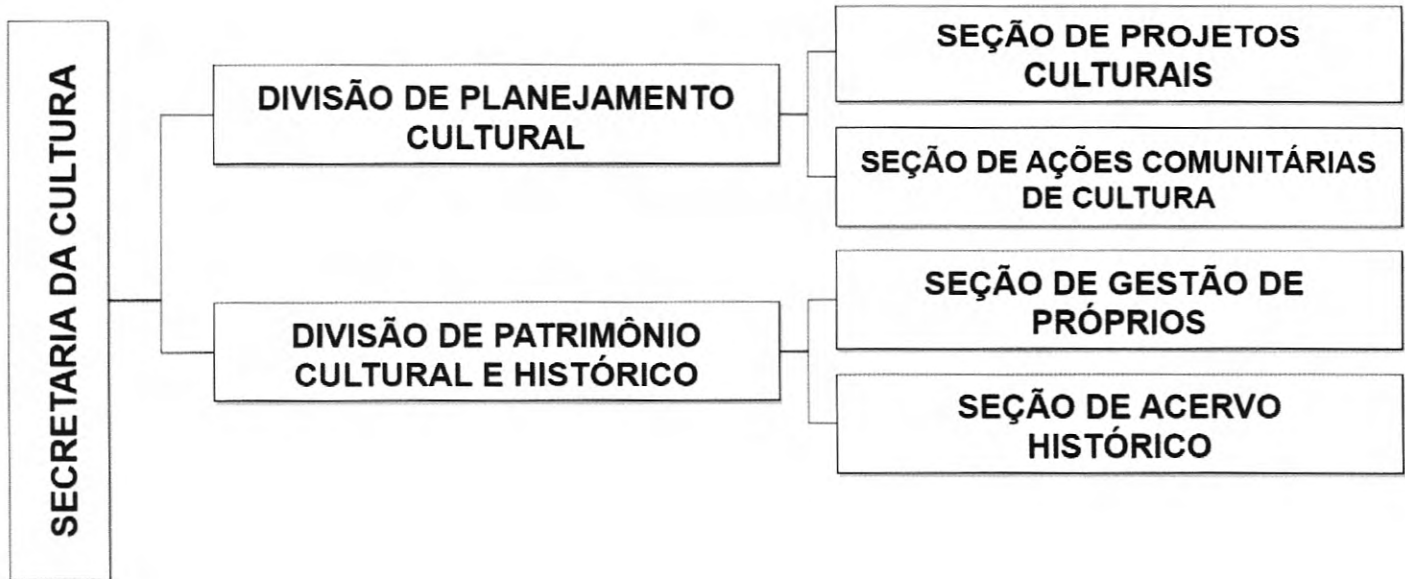 SECRETARIA DA CULTURA
DIVISÃO DE PLANEJAMENTO
CULTURAL
SEÇÃO DE PROJETOS
CULTURAIS
SEÇÃO DE AÇÕES COMUNITÁRIAS
DE CULTURA
DIVISÃO DE PATRIMÔNIO
CULTURAL E HISTÓRICO
SEÇÃO DE GESTÃO DE
PRÓPRIOS
SEÇÃO DE ACERVO
HISTÓRICO